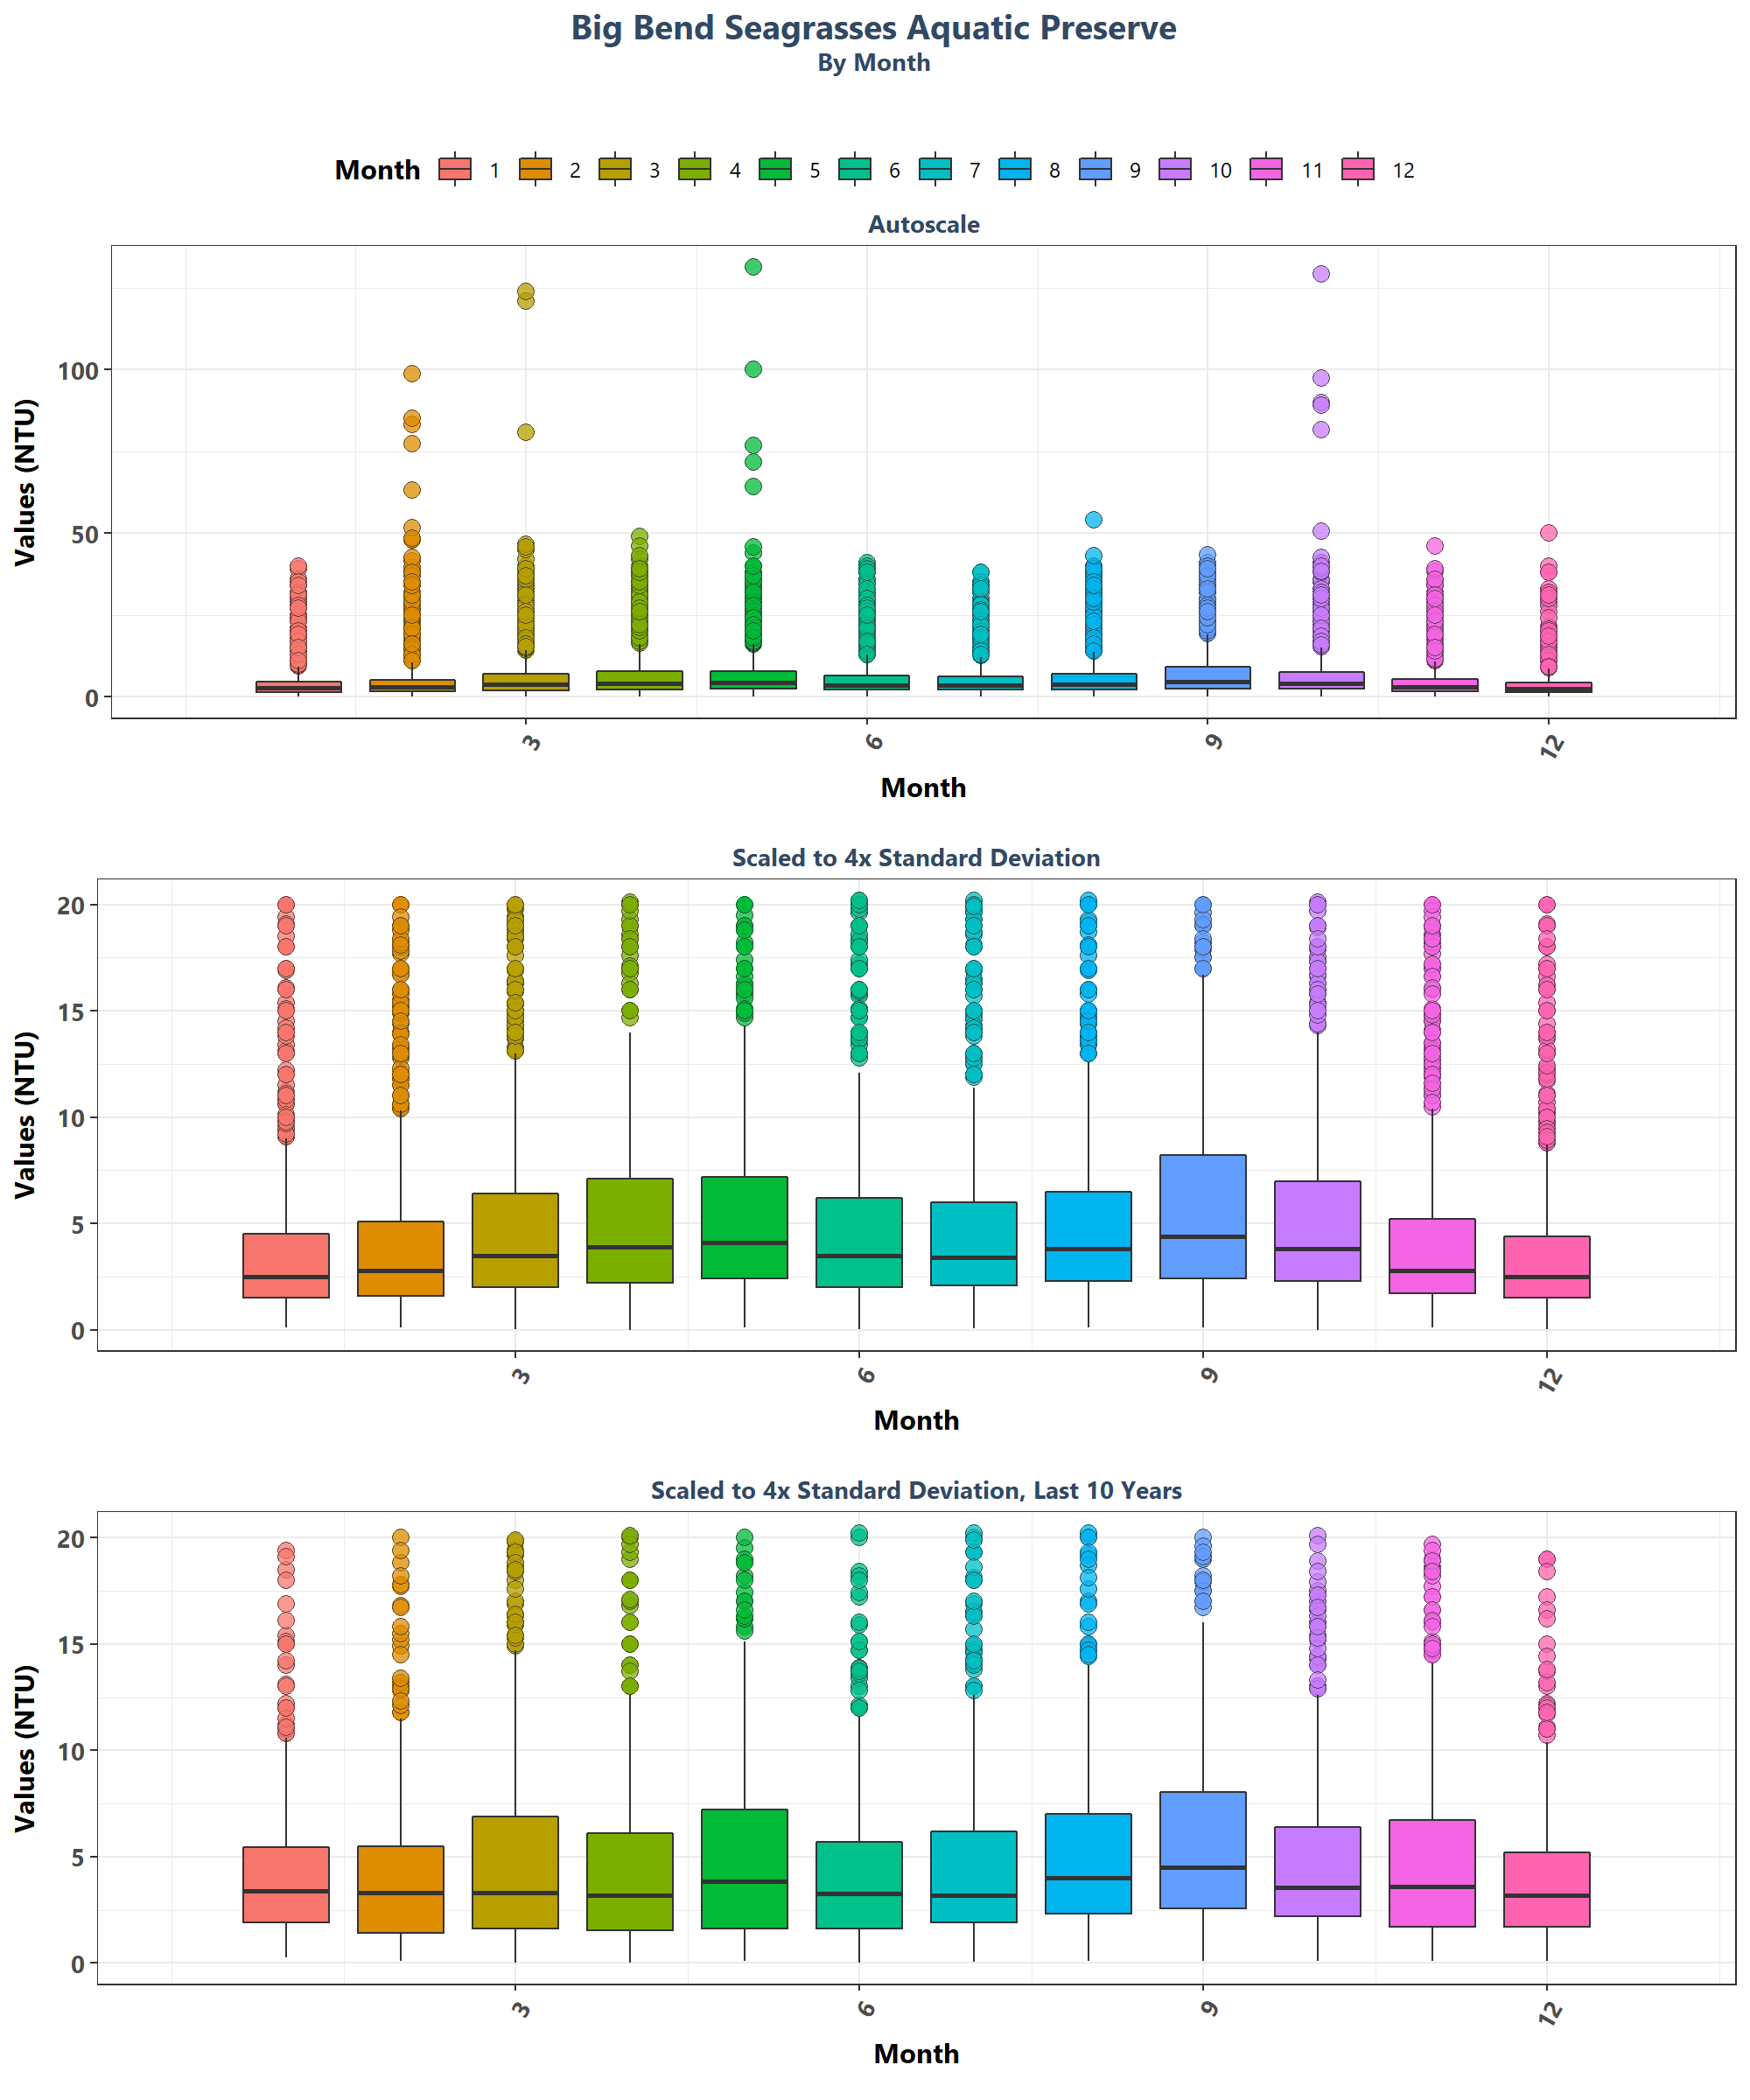 Big Bend Seagrasses Aquatic Preserve
By Month
Month 1 2 3 4 5 6 7 8 9 10 11 12
Autoscale
Values (NTU)
100
50
0
3 6 9 12
Month
Scaled to 4x Standard Deviation
Values (NTU)
20
15
10
5
0
3 6 9 12
Month
Scaled to 4x Standard Deviation, Last 10 Years
Values (NTU)
20
15
10
5
0
3 6 9 12
Month